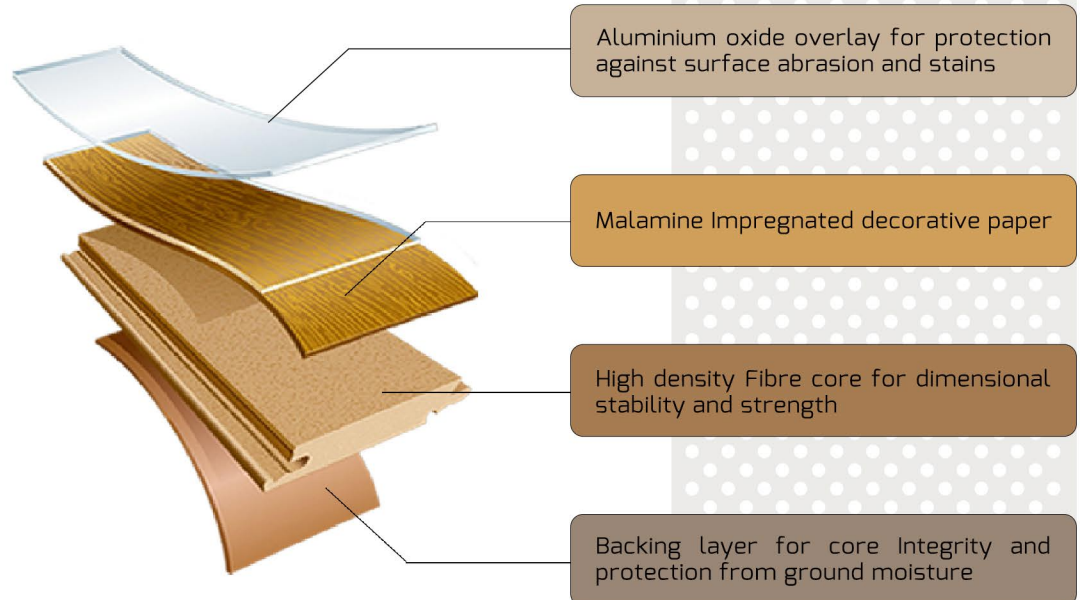 Aluminium oxide overlay for protection
against surface abrasion and stains
Malamine Impregnated decorative paper
High density Fibre core for dimensional
stability and strength
Backing layer for core Integrity and
protection from ground moisture